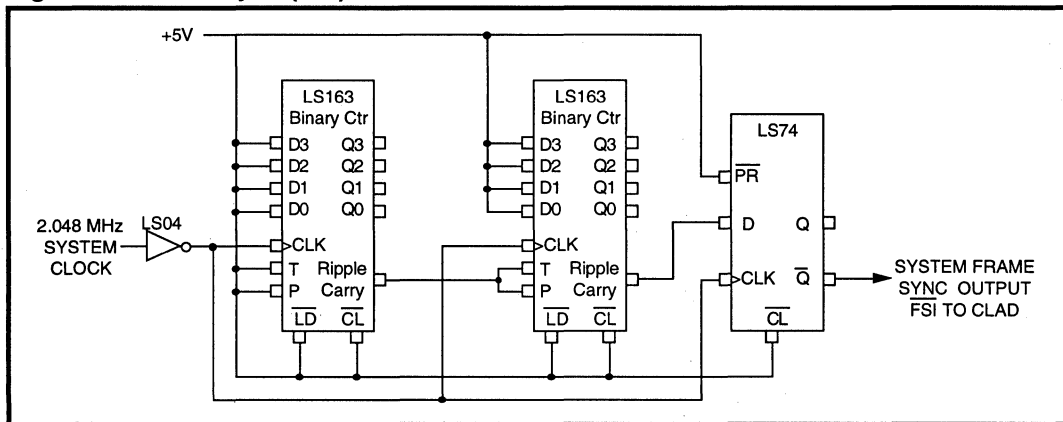 +5V
LS163
Binary Ctr
D3 Q3
D2 Q2
D1 Q1
D0 Q0
CLK
T Ripple
P Carry
LD CL
LS163
Binary Ctr
D3 Q3
D2 Q2
D1 Q1
D0 Q0
CLK
T Ripple
P Carry
LD CL
LS74
PR
D Q
CLK Q
CL
2.048 MHz
SYSTEM
CLOCK
LS04
SYSTEM FRAME
SYNC OUTPUT
FSI TO CLAD